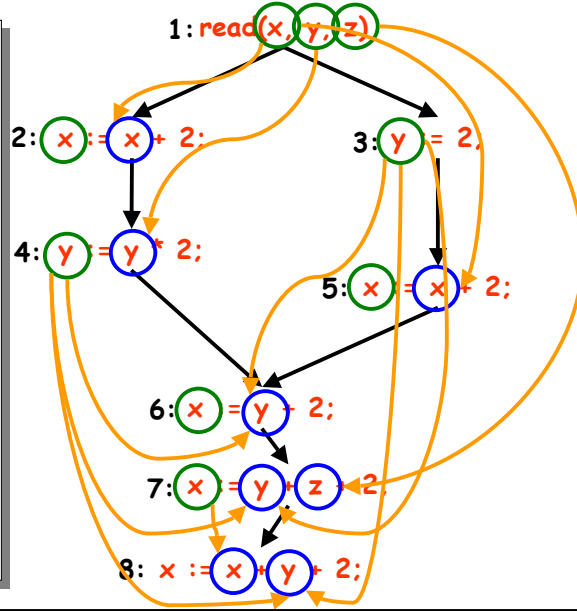 1: read(x, y, z)
2: x := x + 2;
3: y := 2;
4: y := y * 2;
5: x := x + 2;
6: x := y + 2;
7: x := y + z + 2;
8: x := x + y + 2;